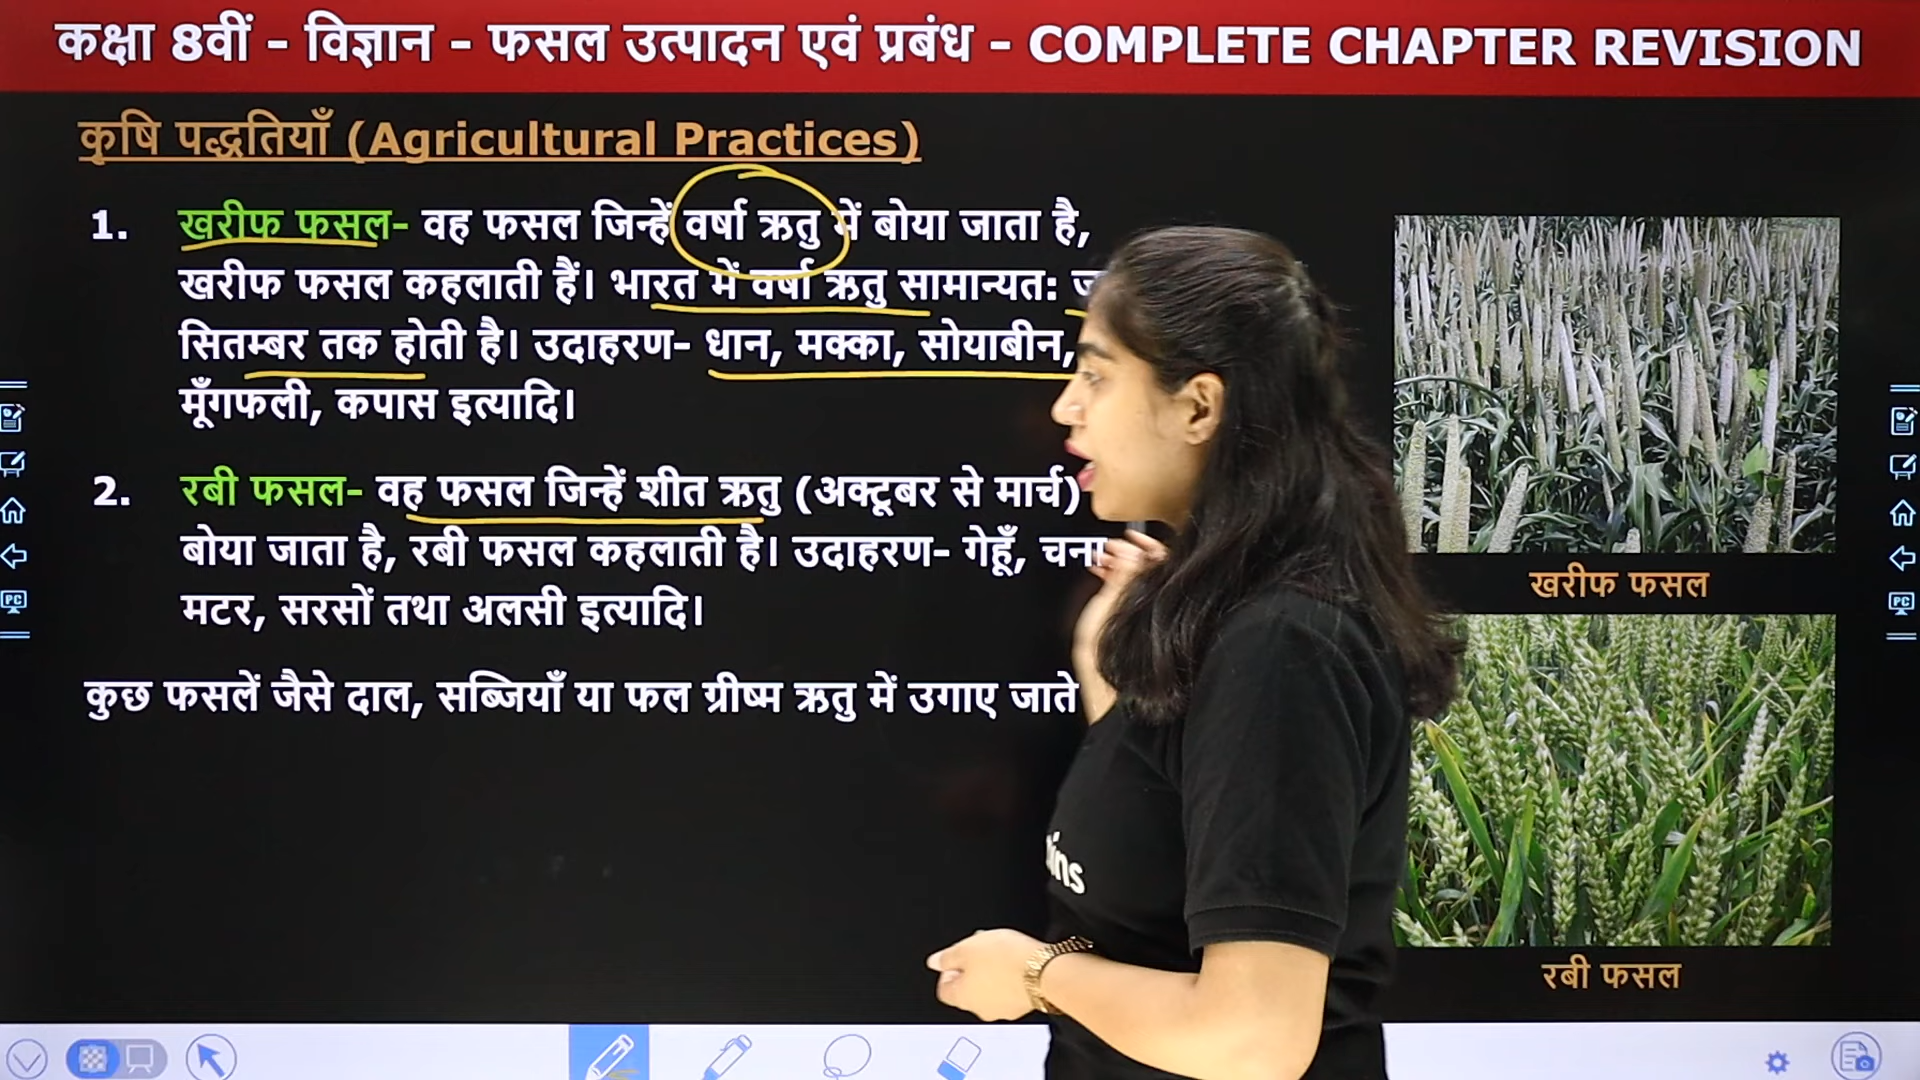 कक्षा 8वीं - विज्ञान - फसल उत्पादन एवं प्रबंध - COMPLETE CHAPTER REVISION
कृषि पद्धतियाँ (Agricultural Practices)
1. खरीफ फसल- वह फसल जिन्हें वर्षा ऋतु में बोया जाता है,
खरीफ फसल कहलाती हैं। भारत में वर्षा ऋतु सामान्यत:
सितम्बर तक होती है। उदाहरण- धान, मक्का, सोयाबीन,
मूँगफली, कपास इत्यादि।
2. रबी फसल- वह फसल जिन्हें शीत ऋतु (अक्टूबर से मार्च)
बोया जाता है, रबी फसल कहलाती है। उदाहरण- गेहूँ, चना
मटर, सरसों तथा अलसी इत्यादि।
कुछ फसलें जैसे दाल, सब्जियाँ या फल ग्रीष्म ऋतु में उगाए जाते
खरीफ फसल
रबी फसल
PC
PC